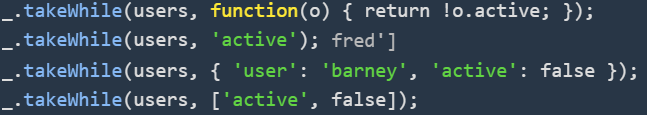 _.takeWhile(users, function(o) { return !o.active; });
_.takeWhile(users, 'active'); fred']
_.takeWhile(users, { 'user': 'barney', 'active': false });
_.takeWhile(users, ['active', false]);